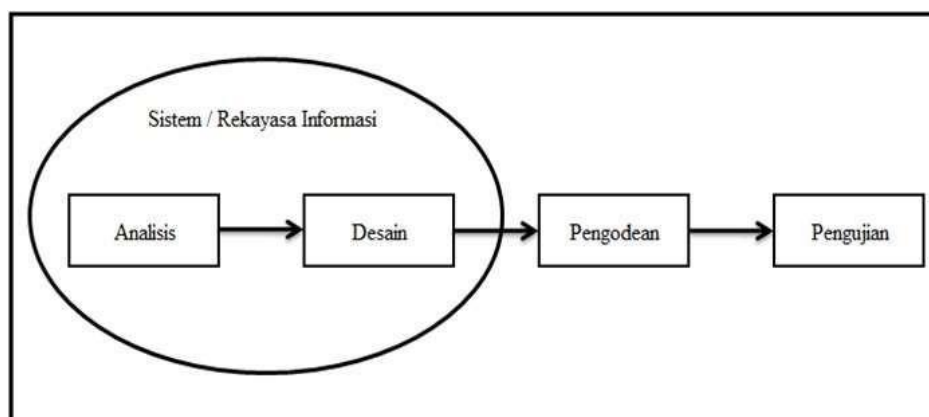 Sistem / Rekayasa Informasi
Analisis
Desain
Pengodean
Pengujian